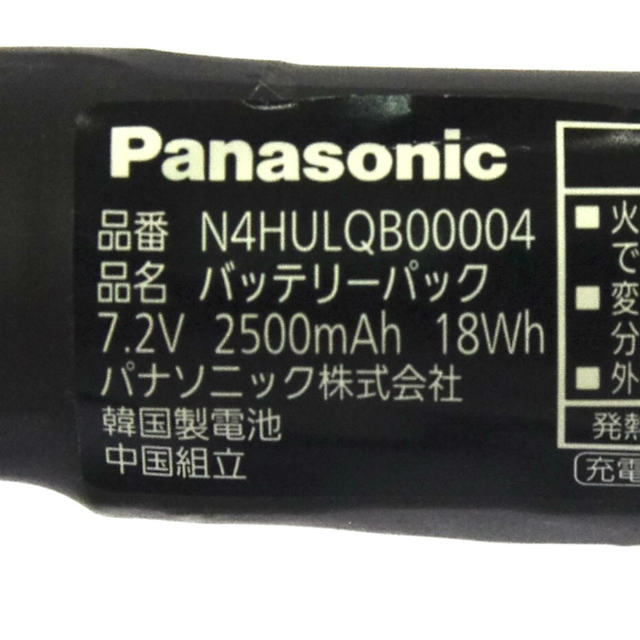 Panasonic
品番 N4HULQB00004
品名 バッテリーパック
7.2V 2500mAh 18Wh
パナソニック株式会社
韓国製電池
中国組立
■火
で
■変
分
■外
発熱
充電